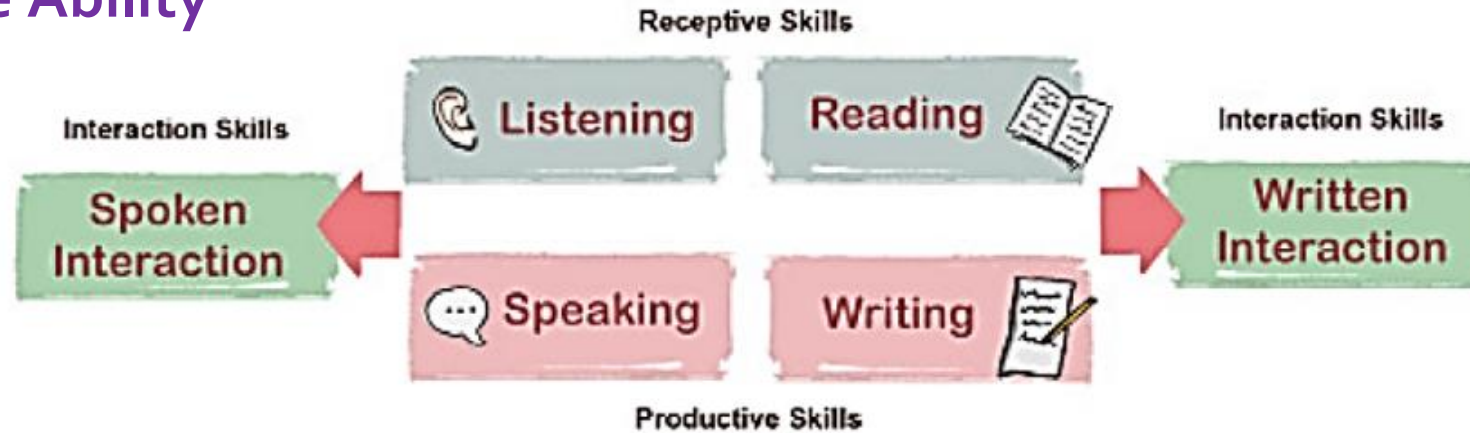 e Ability
Receptive Skills
Listening
Reading
Interaction Skills
Interaction Skills
Spoken
Interaction
Written
Interaction
Speaking
Writing
Productive Skills